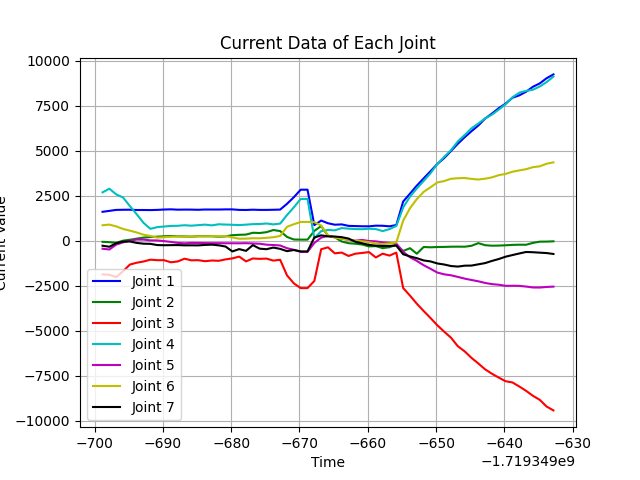 Current Data of Each Joint
10000
7500
5000
2500
0
−2500
−5000
−7500
−10000
Current Value
Joint 1
Joint 2
Joint 3
Joint 4
Joint 5
Joint 6
Joint 7
−700 −690 −680 −670 −660 −650 −640 −630
Time
−1.719349e9